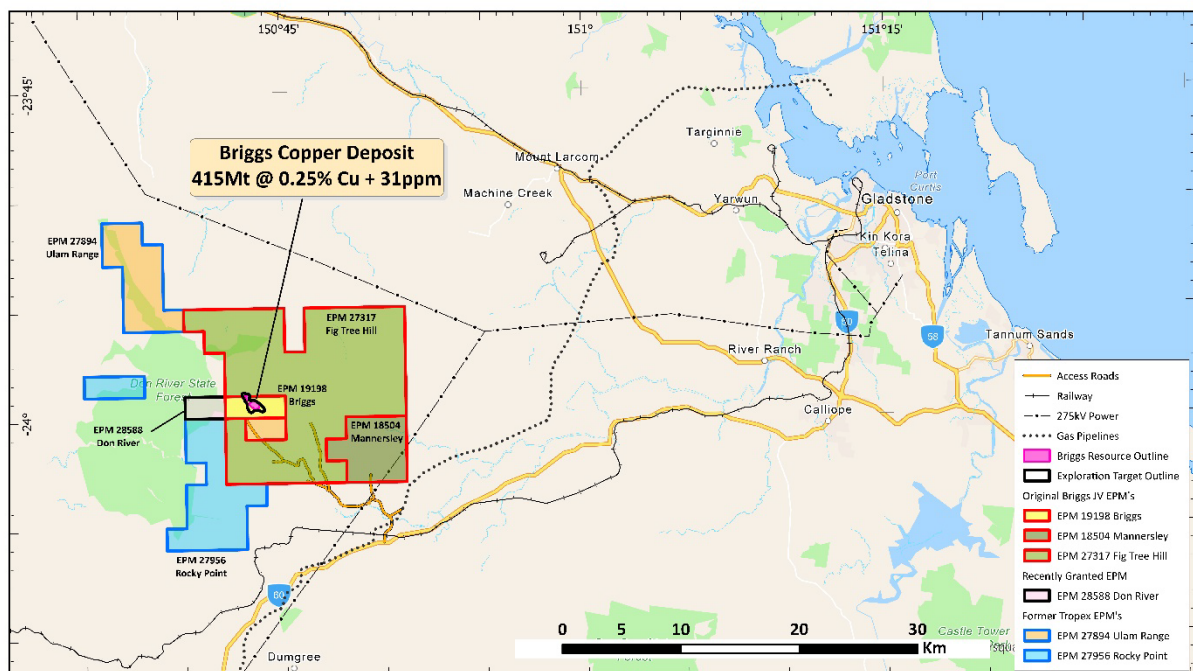 150°45'
151°
151°15'
-23°45'
-24°
Briggs Copper Deposit
415Mt @ 0.25% Cu + 31ppm
Targinnie
Mount Larcom
Machine Creek
Yarwun
Port
Curtis
Gladstone
Kin Kora
Telina
EPM 27894
Ulam Range
EPM 27317
Fig Tree Hill
Don River State
Forest
EPM 19198
Briggs
EPM 28588
Don River
EPM 18504
Mannersley
EPM 27956
Rocky Point
River Ranch
Calliope
Tannum Sands
60
58
60
Dumgree
Castle Tower
0 5 10 20 30
Km
Access Roads
Railway
275kV Power
Gas Pipelines
Briggs Resource Outline
Exploration Target Outline
Original Briggs JV EPM's
EPM 19198 Briggs
EPM 18504 Mannersley
EPM 27317 Fig Tree Hill
Recently Granted EPM
EPM 28588 Don River
Former Tropex EPM's
EPM 27894 Ulam Range
EPM 27956 Rocky Point